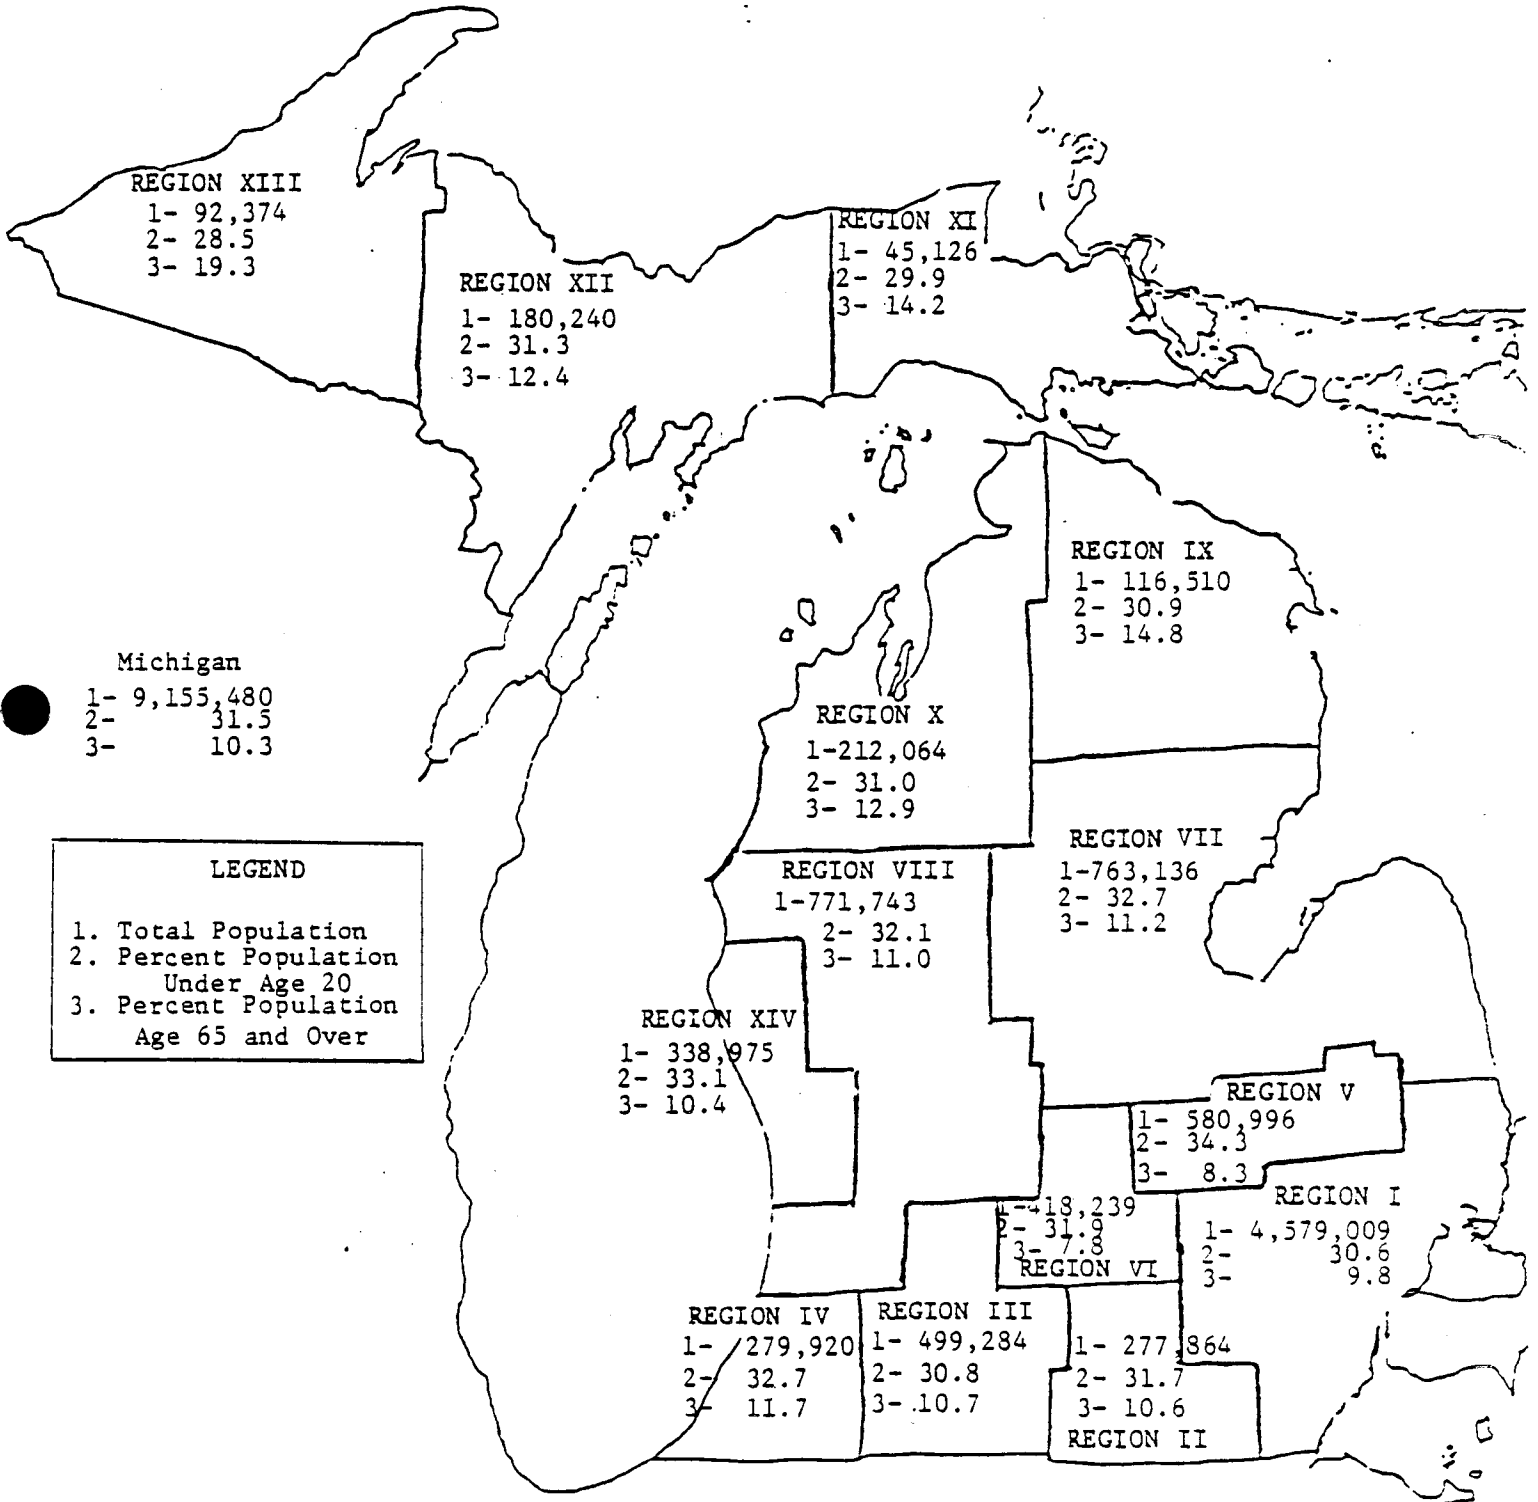 REGION XIII
1- 92,374
2- 28.5
3- 19.3
REGION XII
1- 180,240
2- 31.3
3- 12.4
REGION XI
1- 45,126
2- 29.9
3- 14.2
REGION IX
1- 116,510
2- 30.9
3- 14.8
Michigan
1- 9,155,480
2- 31.5
3- 10.3
REGION X
1-212,064
2- 31.0
3- 12.9
REGION VII
1-763,136
2- 32.7
3- 11.2
REGION VIII
1-771,743
2- 32.1
3- 11.0
LEGEND
1. Total Population
2. Percent Population
Under Age 20
3. Percent Population
Age 65 and Over
REGION XIV
1- 338,975
2- 33.1
3- 10.4
REGION V
1- 580,996
2- 34.3
3- 8.3
REGION I
1- 4,579,009
2- 30.6
3- 9.8
1-418,239
2- 31.9
3- 7.8
REGION VI
REGION IV
1- 279,920
2- 32.7
3- 11.7
REGION III
1- 499,284
2- 30.8
3- 10.7
1- 277,864
2- 31.7
3- 10.6
REGION II